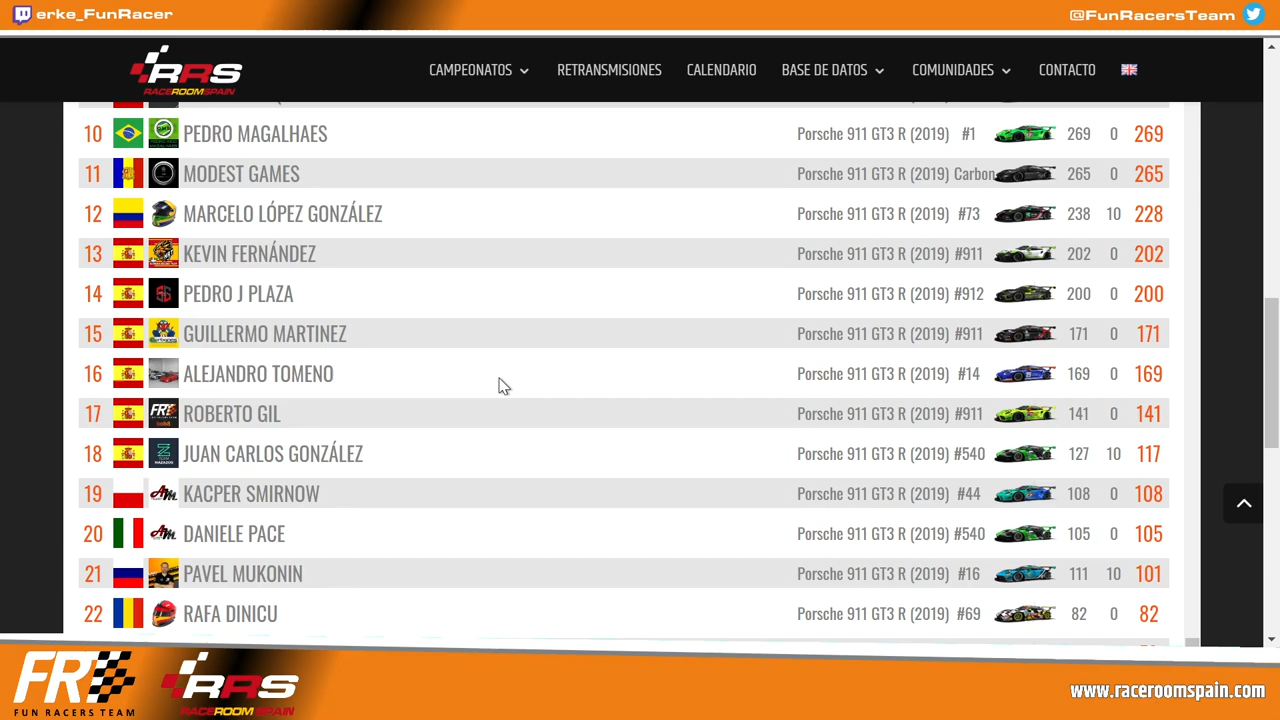 erke_FunRacer
@FunRacersTeam
RRS
RACEROOMSPAIN
CAMPEONATOS
RETRANSMISIONES
CALENDARIO
BASE DE DATOS
COMUNIDADES
CONTACTO
10 PEDRO MAGALHAES Porsche 911 GT3 R (2019) #1 269 0 269
11 MODEST GAMES Porsche 911 GT3 R (2019) Carbon 265 0 265
12 MARCELO LÓPEZ GONZÁLEZ Porsche 911 GT3 R (2019) #73 238 10 228
13 KEVIN FERNÁNDEZ Porsche 911 GT3 R (2019) #911 202 0 202
14 PEDRO J PLAZA Porsche 911 GT3 R (2019) #912 200 0 200
15 GUILLERMO MARTINEZ Porsche 911 GT3 R (2019) #911 171 0 171
16 ALEJANDRO TOMENO Porsche 911 GT3 R (2019) #14 169 0 169
17 ROBERTO GIL Porsche 911 GT3 R (2019) #911 141 0 141
18 JUAN CARLOS GONZÁLEZ Porsche 911 GT3 R (2019) #540 127 10 117
19 KACPER SMIRNOW Porsche 911 GT3 R (2019) #44 108 0 108
20 DANIELE PACE Porsche 911 GT3 R (2019) #540 105 0 105
21 PAVEL MUKONIN Porsche 911 GT3 R (2019) #16 111 10 101
22 RAFA DINICU Porsche 911 GT3 R (2019) #69 82 0 82
FRT
FUN RACERS TEAM
RRS
RACEROOMSPAIN
www.raceroomspain.com